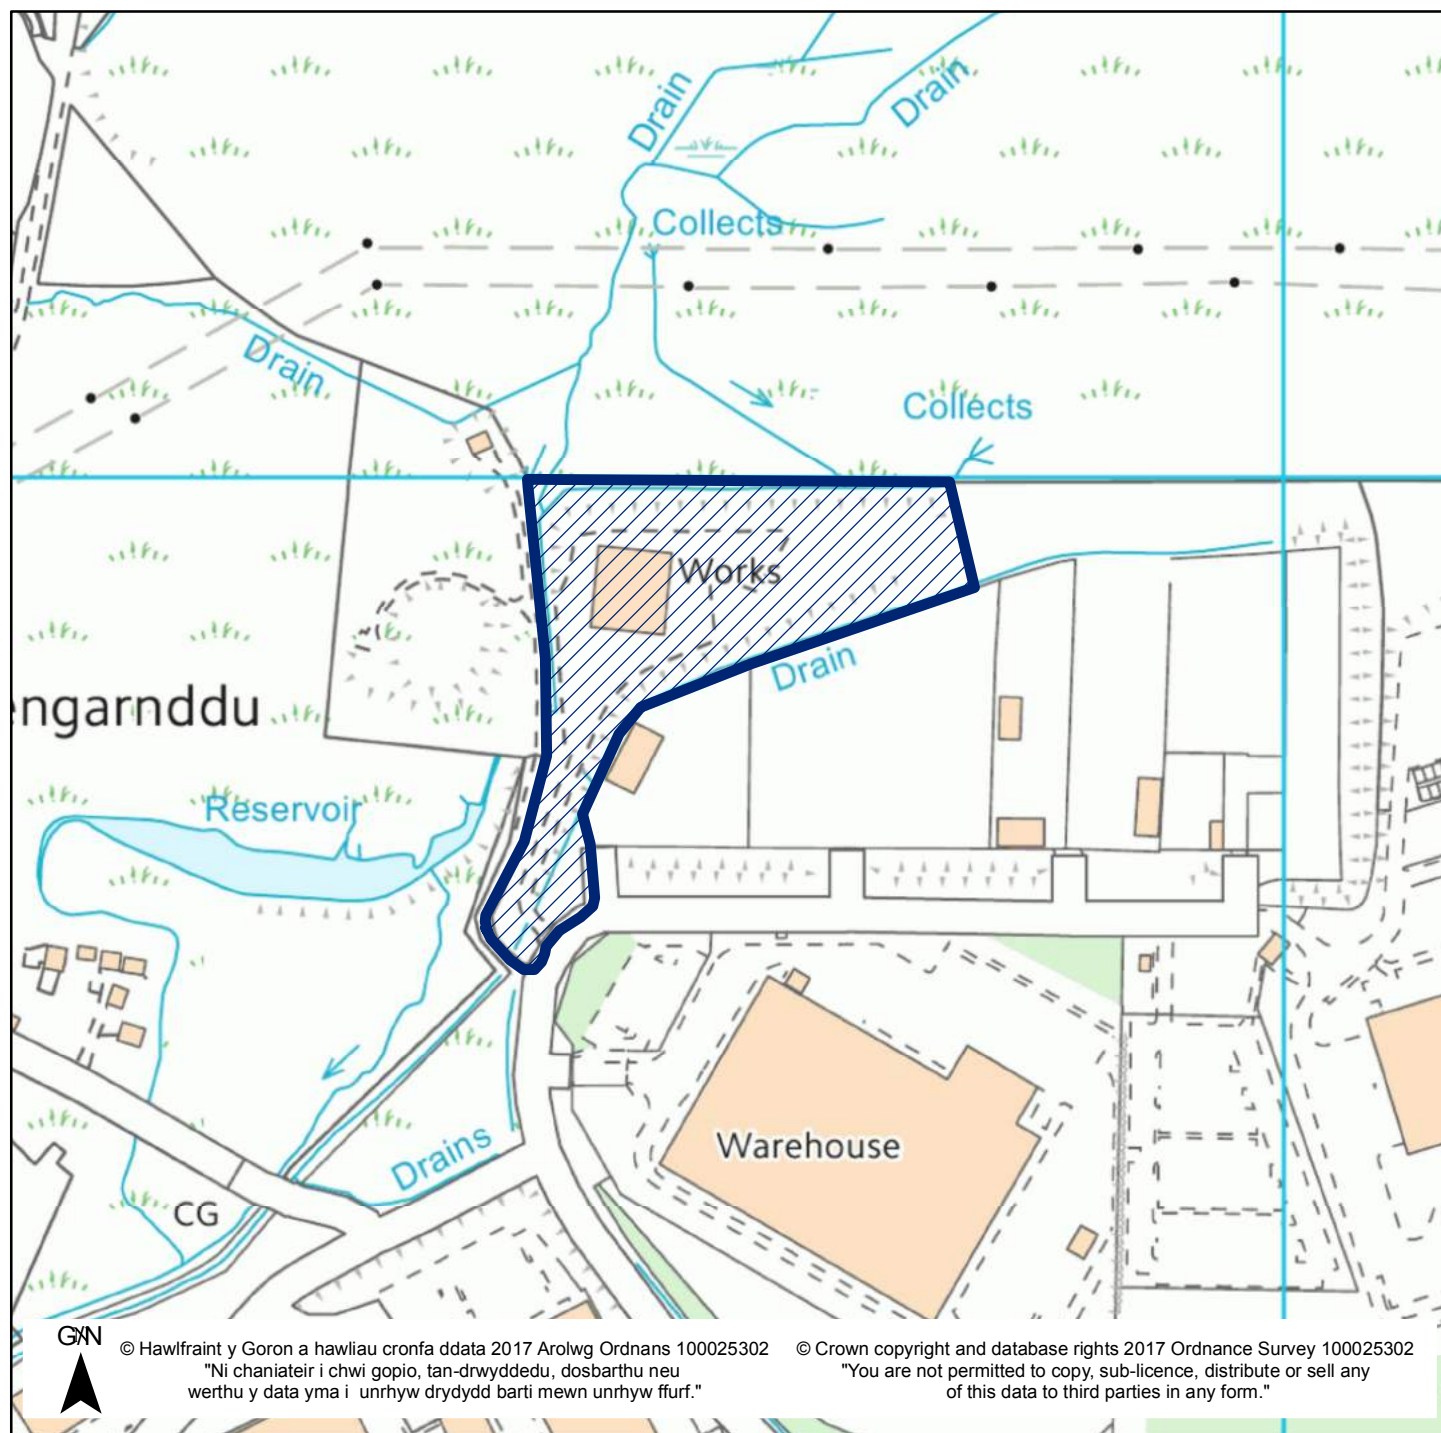 Drain
Drain
Collects
Drain
Collects
Works
Drain
engarnddu
Reservoir
Warehouse
Drains
CG
G/N
© Hawlfraint y Goron a hawliau cronfa ddata 2017 Arolwg Ordnans 100025302
"Ni chaniateir i chwi gopio, tan-drwyddedu, dosbarthu neu
werthu y data yma i unrhyw drydydd barti mewn unrhyw ffurf."
© Crown copyright and database rights 2017 Ordnance Survey 100025302
"You are not permitted to copy, sub-licence, distribute or sell any
of this data to third parties in any form."